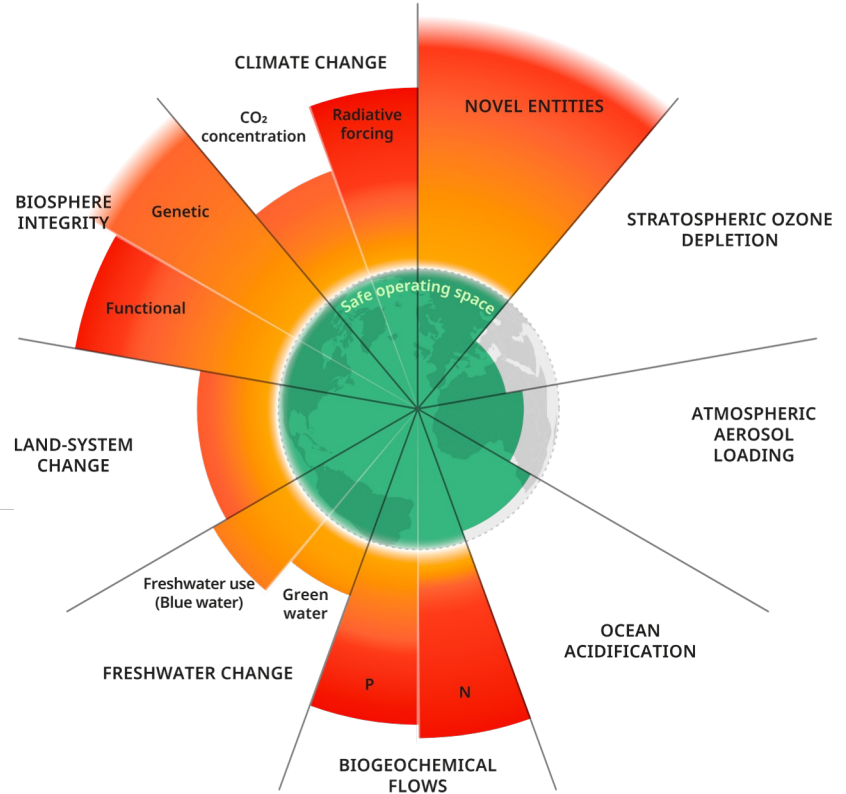 CLIMATE CHANGE
CO₂
concentration
Radiative
forcing
NOVEL ENTITIES
BIOSPHERE
INTEGRITY
Genetic
Functional
STRATOSPHERIC OZONE
DEPLETION
Safe operating space
ATMOSPHERIC
AEROSOL
LOADING
LAND-SYSTEM
CHANGE
Freshwater use
(Blue water)
Green
water
FRESHWATER CHANGE
OCEAN
ACIDIFICATION
P
N
BIOGEOCHEMICAL
FLOWS